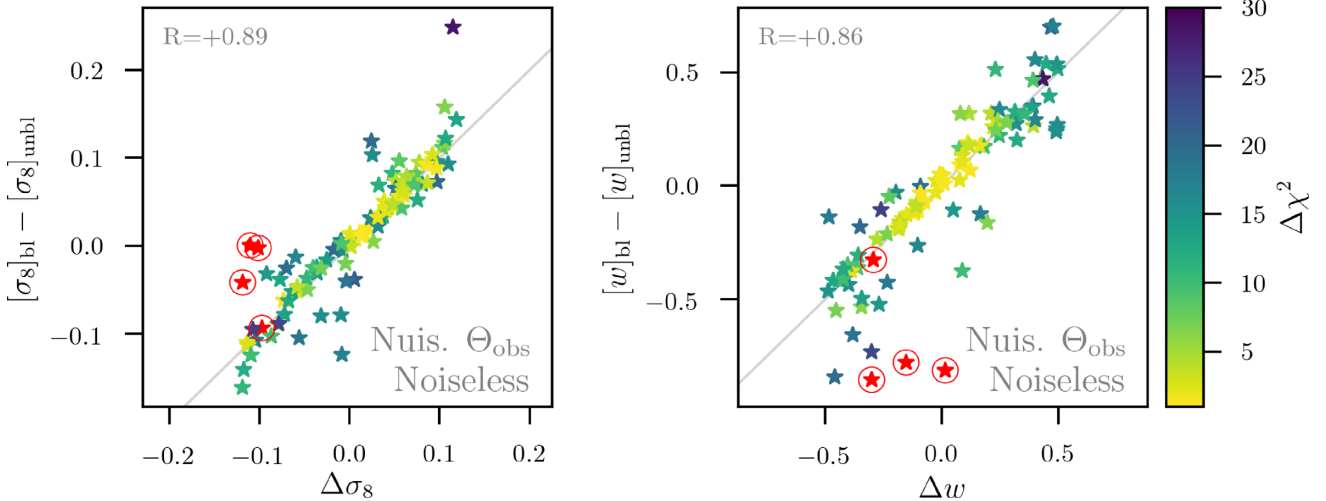 R=+0.89
0.2
0.1
0.0
−0.1
[σ₈]bl − [σ₈]unbl
Nuis. Θobs
Noiseless
−0.2 −0.1 0.0 0.1 0.2
Δσ₈
R=+0.86
0.5
0.0
−0.5
[w]bl − [w]unbl
Nuis. Θobs
Noiseless
−0.5 0.0 0.5
Δw
30
25
20
15
10
5
Δχ²